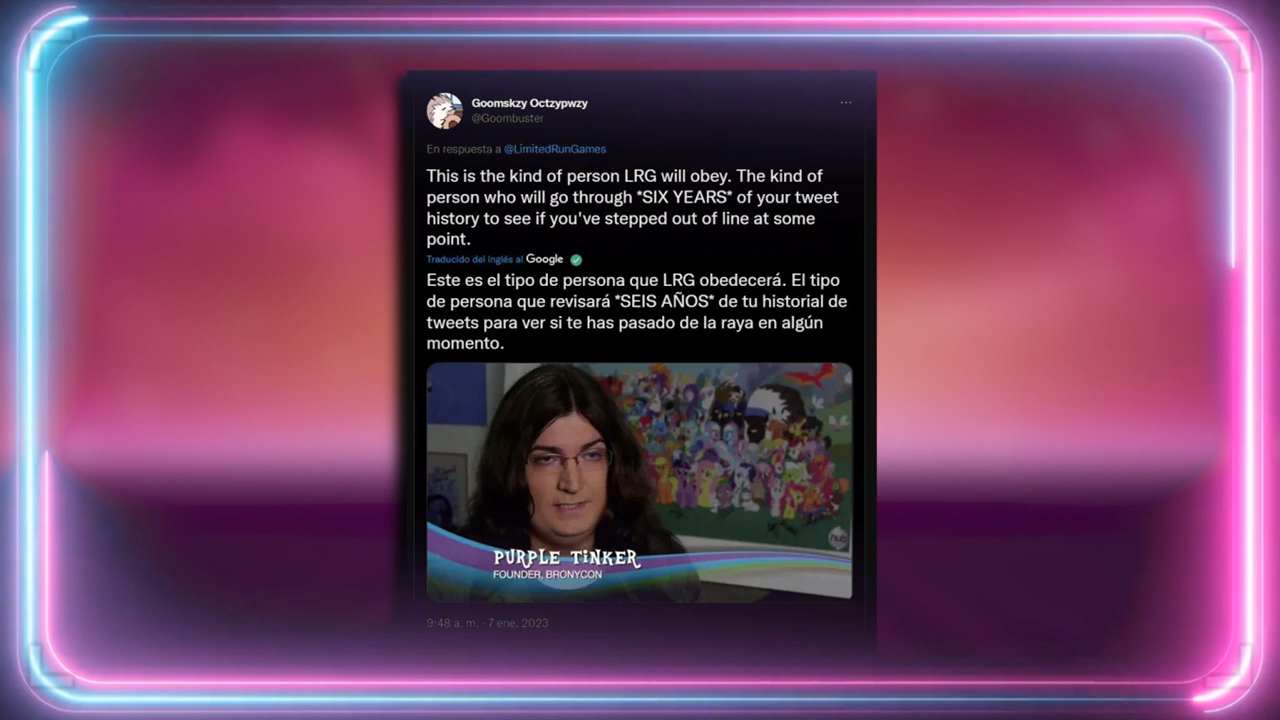 Goomskzy Octzypwzy
@Goombuster
En respuesta a @LimitedRunGames
This is the kind of person LRG will obey. The kind of
person who will go through *SIX YEARS* of your tweet
history to see if you've stepped out of line at some
point.
Traducido del inglés al Google
Este es el tipo de persona que LRG obedecerá. El tipo
de persona que revisará *SEIS AÑOS* de tu historial de
tweets para ver si te has pasado de la raya en algún
momento.
hub
PURPLE TINKER
FOUNDER, BRONYCON
9:48 a. m. · 7 ene. 2023